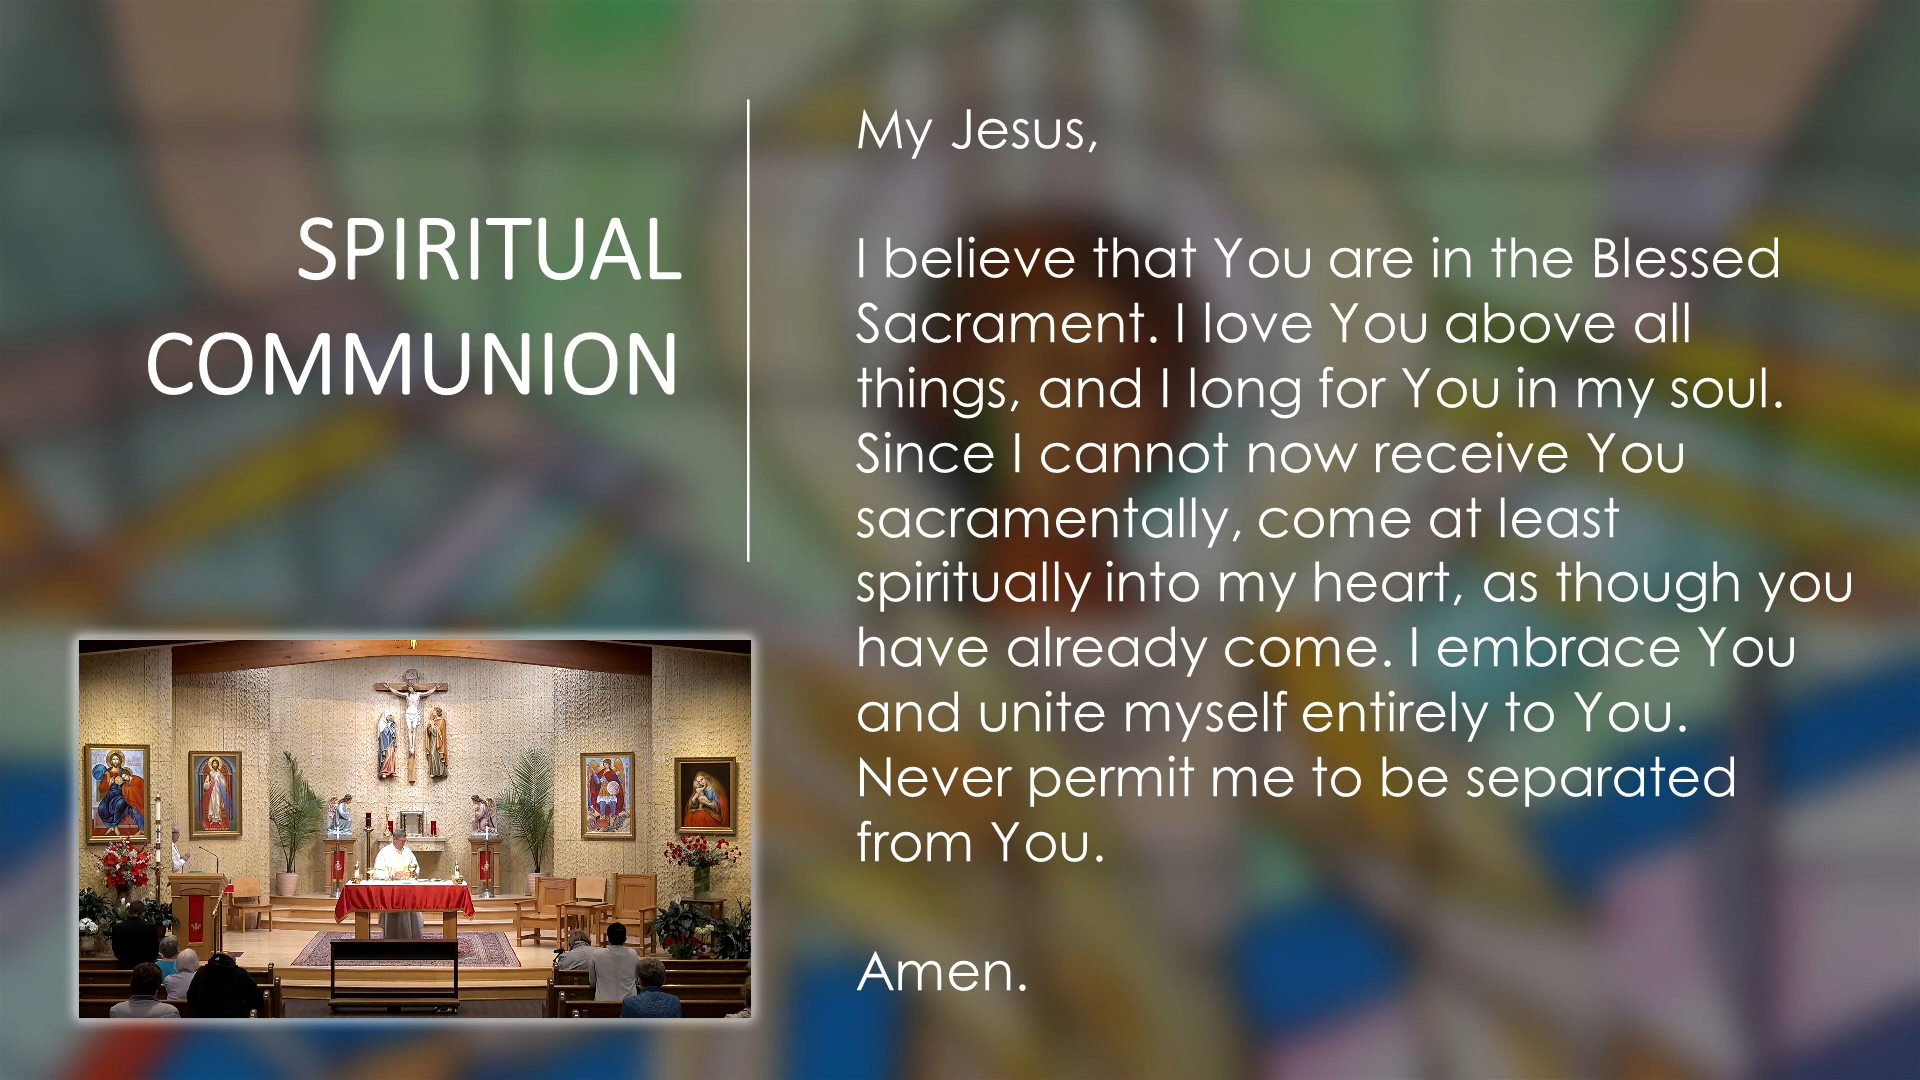 SPIRITUAL
COMMUNION
My Jesus,
I believe that You are in the Blessed
Sacrament. I love You above all
things, and I long for You in my soul.
Since I cannot now receive You
sacramentally, come at least
spiritually into my heart, as though you
have already come. I embrace You
and unite myself entirely to You.
Never permit me to be separated
from You.
Amen.